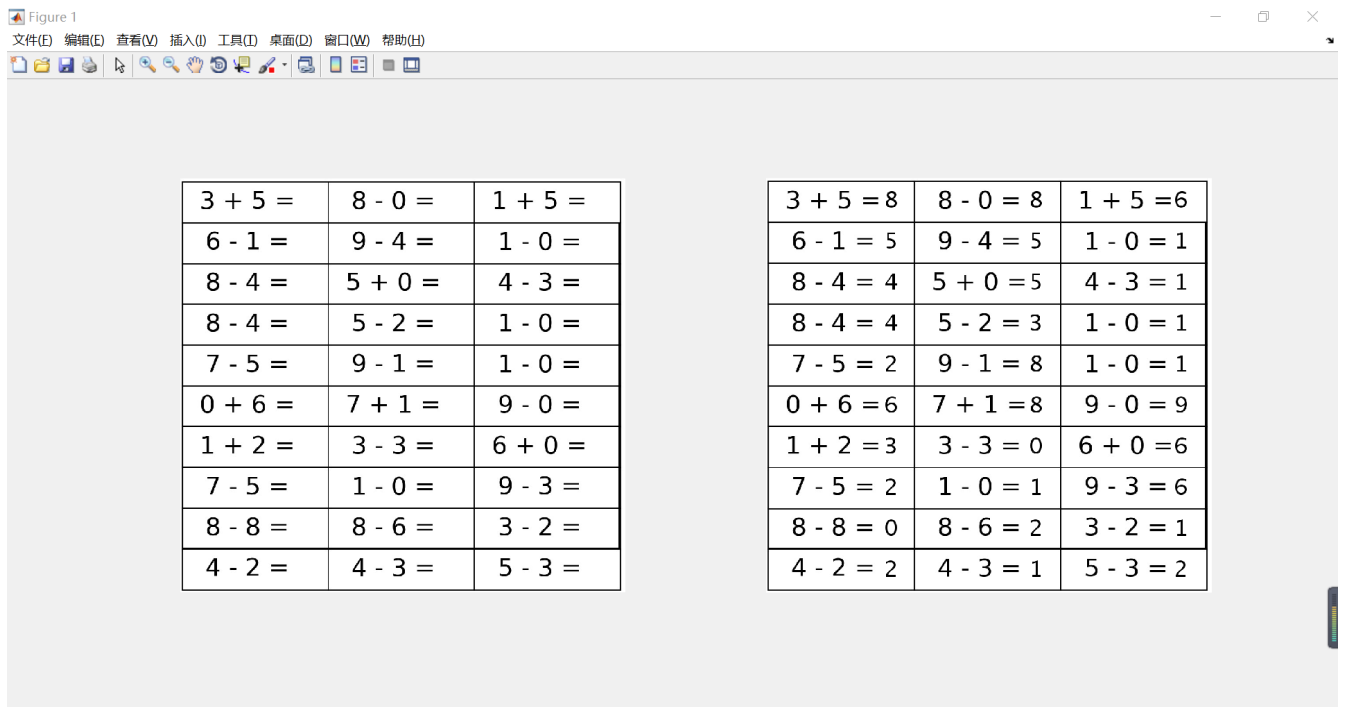 Figure 1
文件(F) 编辑(E) 查看(V) 插入(I) 工具(T) 桌面(D) 窗口(W) 帮助(H)
3 + 5 = 8 - 0 = 1 + 5 =
6 - 1 = 9 - 4 = 1 - 0 =
8 - 4 = 5 + 0 = 4 - 3 =
8 - 4 = 5 - 2 = 1 - 0 =
7 - 5 = 9 - 1 = 1 - 0 =
0 + 6 = 7 + 1 = 9 - 0 =
1 + 2 = 3 - 3 = 6 + 0 =
7 - 5 = 1 - 0 = 9 - 3 =
8 - 8 = 8 - 6 = 3 - 2 =
4 - 2 = 4 - 3 = 5 - 3 =
3 + 5 =8 8 - 0 = 8 1 + 5 =6
6 - 1 = 5 9 - 4 = 5 1 - 0 = 1
8 - 4 = 4 5 + 0 =5 4 - 3 = 1
8 - 4 = 4 5 - 2 = 3 1 - 0 = 1
7 - 5 = 2 9 - 1 = 8 1 - 0 = 1
0 + 6 =6 7 + 1 =8 9 - 0 = 9
1 + 2 =3 3 - 3 = 0 6 + 0 =6
7 - 5 = 2 1 - 0 = 1 9 - 3 = 6
8 - 8 = 0 8 - 6 = 2 3 - 2 = 1
4 - 2 = 2 4 - 3 = 1 5 - 3 = 2